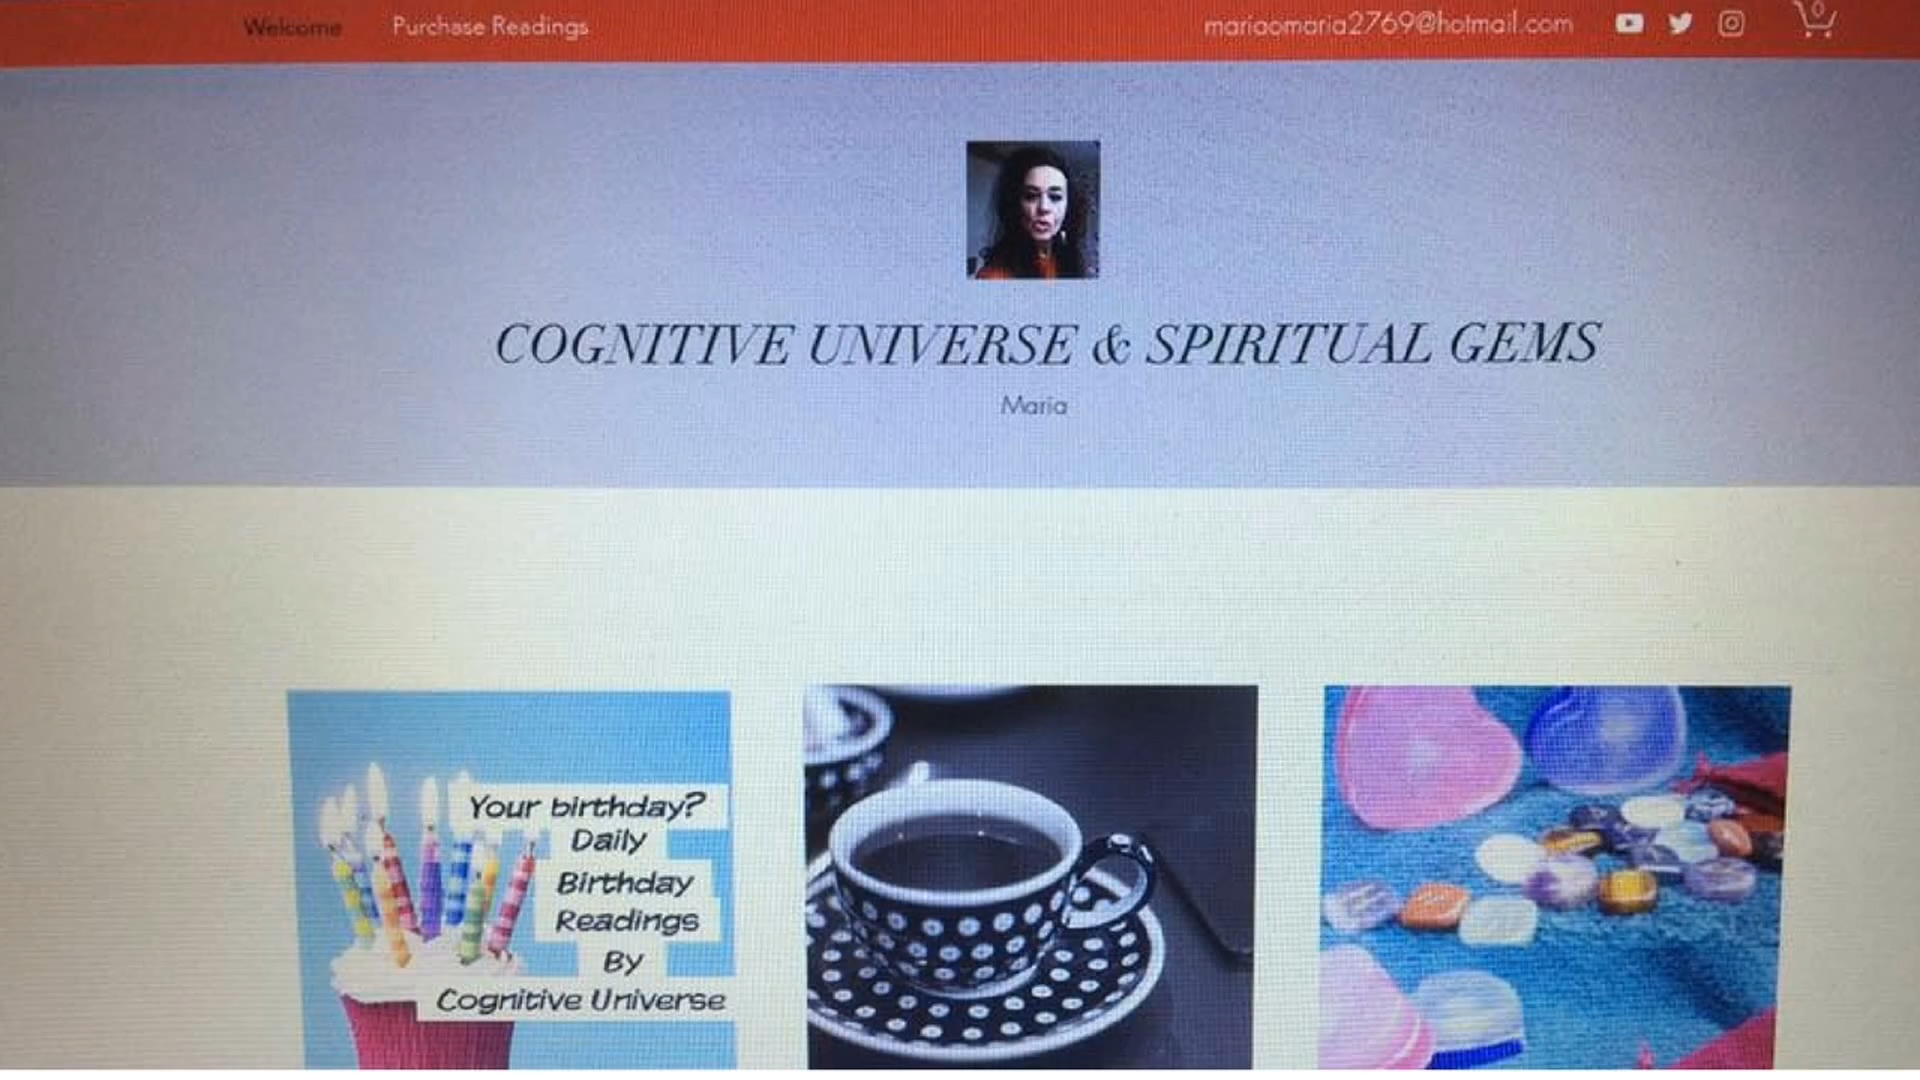 Welcome
Purchase Readings
mariaomaria2769@hotmail.com
0
COGNITIVE UNIVERSE & SPIRITUAL GEMS
Maria
Your birthday?
Daily
Birthday
Readings
By
Cognitive Universe